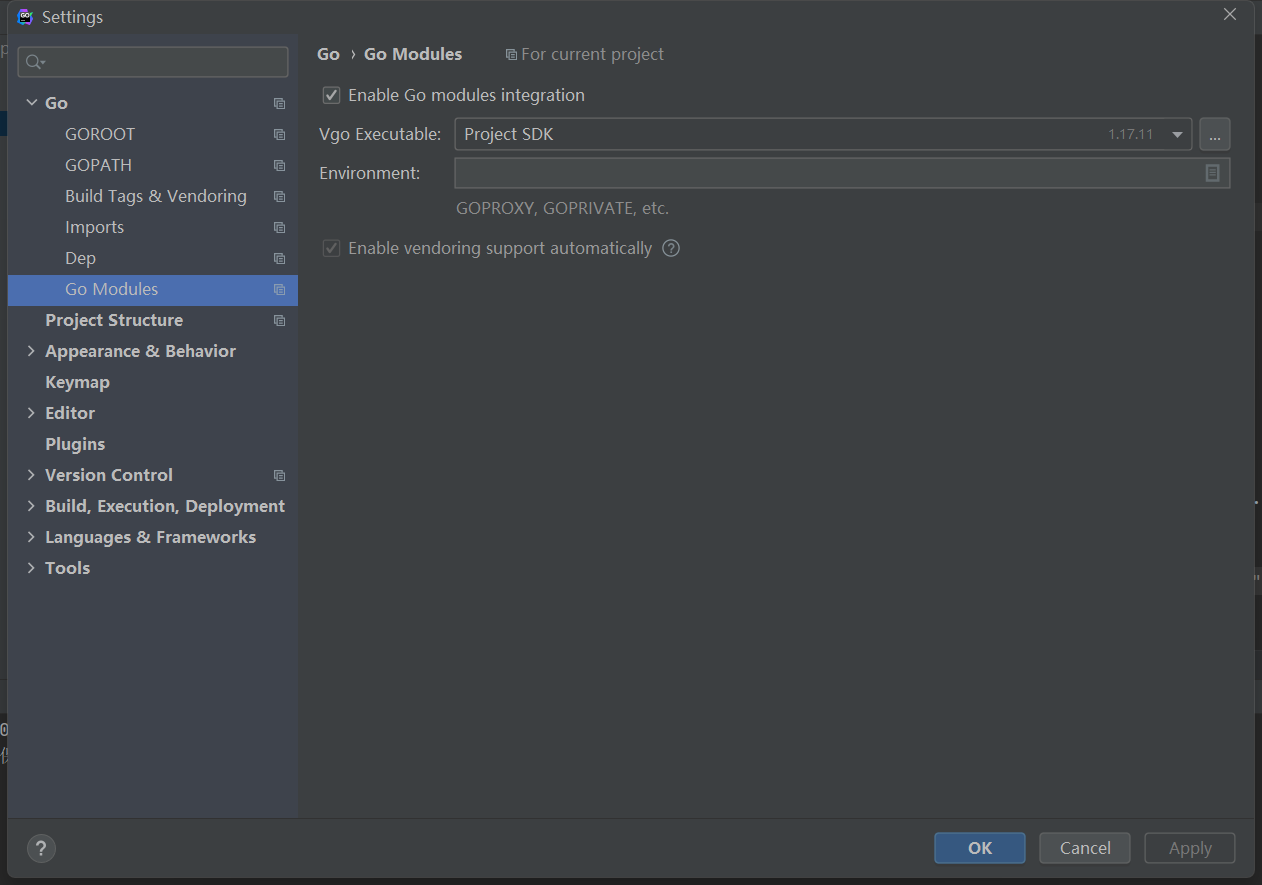 Settings
Go
GOROOT
GOPATH
Build Tags & Vendoring
Imports
Dep
Go Modules
Project Structure
Appearance & Behavior
Keymap
Editor
Plugins
Version Control
Build, Execution, Deployment
Languages & Frameworks
Tools
Go › Go Modules For current project
Enable Go modules integration
Vgo Executable: Project SDK 1.17.11 ...
Environment:
GOPROXY, GOPRIVATE, etc.
Enable vendoring support automatically ?
? OK Cancel Apply